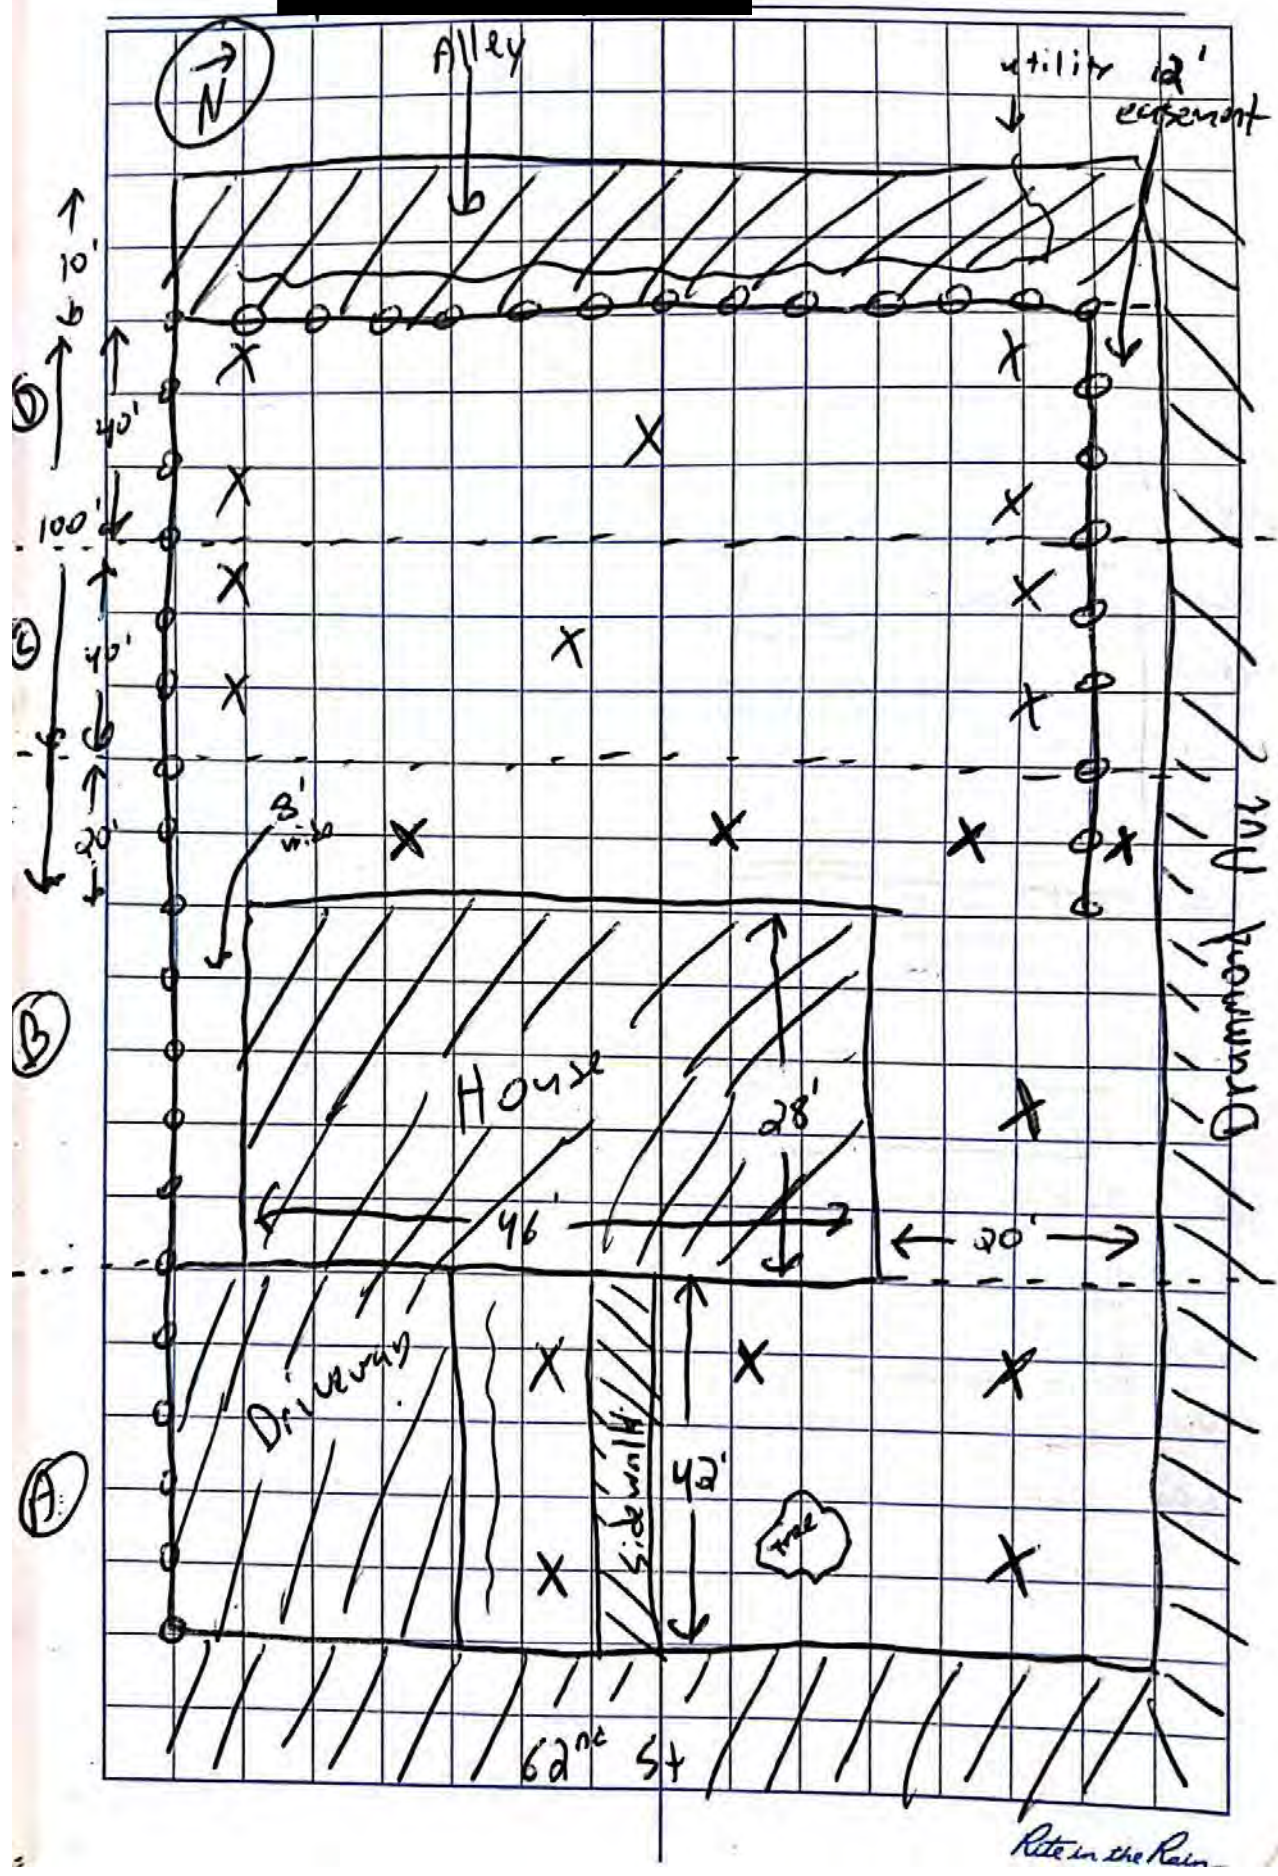 N
Alley
utility
12'
easement
10'
D
40'
100'
C
40'
20'
8'
wide
Drummond Ave
B
House
28'
46'
20'
Driveway
Sidewalk
42'
Tree
A
62nd St
Rite in the Rain